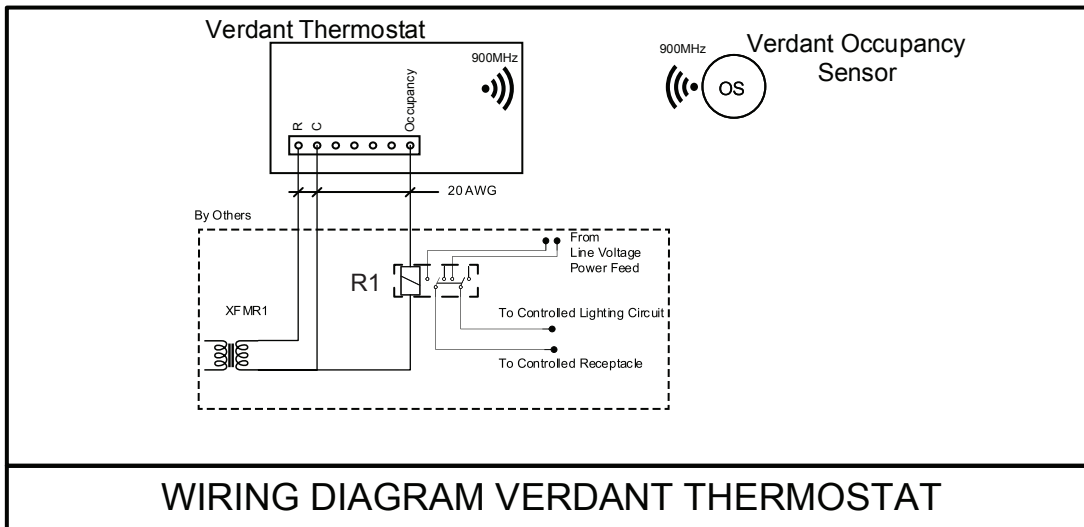 Verdant Thermostat
900MHz
R
C
Occupancy
900MHz
OS
Verdant Occupancy
Sensor
20 AWG
By Others
From
Line Voltage
Power Feed
R1
XFMR1
To Controlled Lighting Circuit
To Controlled Receptacle
WIRING DIAGRAM VERDANT THERMOSTAT